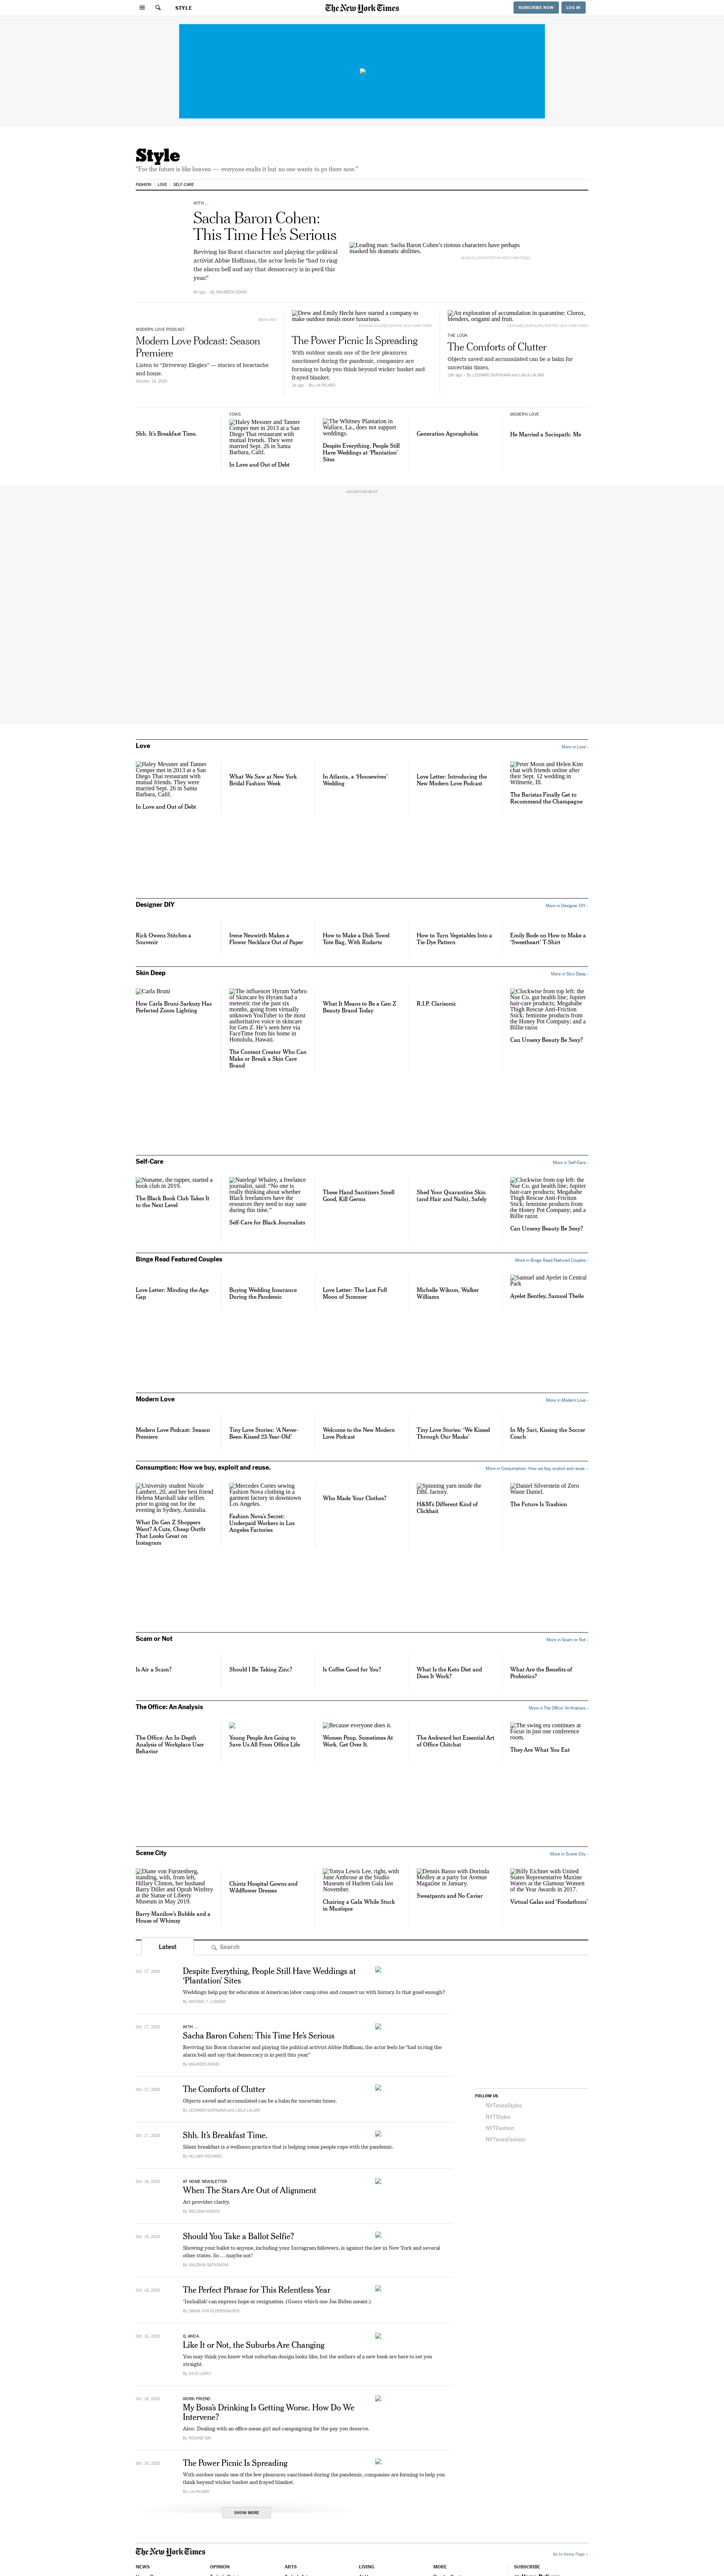 STYLE
The New York Times
SUBSCRIBE NOW
LOG IN
Style
"For the future is like heaven — everyone exalts it but no one wants to go there now."
FASHION
LOVE
SELF-CARE
WITH ...
Sacha Baron Cohen:
This Time He's Serious
Reviving his Borat character and playing the political
activist Abbie Hoffman, the actor feels he "had to ring
the alarm bell and say that democracy is in peril this
year."
By MAUREEN DOWD
Leading man: Sacha Baron Cohen's riotous characters have perhaps
masked his dramatic abilities.
MODERN LOVE PODCAST
Modern Love Podcast: Season
Premiere
Listen to "Driveway Elegies" — stories of heartache
and home.
October 14, 2020
Drew and Emily Hecht have started a company to
make outdoor meals more luxurious.
The Power Picnic Is Spreading
With outdoor meals one of the few pleasures
sanctioned during the pandemic, companies are
forming to help you think beyond wicker basket and
frayed blanket.
By LIA PICARD
An exploration of accumulation in quarantine: Clorox,
blenders, origami and fruit.
THE LOOK
The Comforts of Clutter
Objects saved and accumulated can be a balm for
uncertain times.
By LEONARD SURYAJAYA and LAILA LALAMI
Shh. It's Breakfast Time.
VOWS
Haley Messner and Tanner
Cemper met in 2013 at a San
Diego Thai restaurant with
mutual friends. They were
married Sept. 26 in Santa
Barbara, Calif.
In Love and Out of Debt
The Whitney Plantation in
Wallace, La., does not support
weddings.
Despite Everything, People Still
Have Weddings at 'Plantation'
Sites
Generation Agoraphobia
MODERN LOVE
He Married a Sociopath: Me
ADVERTISEMENT
Love
More in Love ›
Haley Messner and Tanner
Cemper met in 2013 at a San
Diego Thai restaurant with
mutual friends. They were
married Sept. 26 in Santa
Barbara, Calif.
In Love and Out of Debt
What We Saw at New York
Bridal Fashion Week
In Atlanta, a 'Housewives'
Wedding
Love Letter: Introducing the
New Modern Love Podcast
Peter Moon and Helen Kim
chat with friends online after
their Sept. 12 wedding in
Wilmette, Ill.
The Baristas Finally Get to
Recommend the Champagne
Designer DIY
More in Designer DIY ›
Rick Owens Stitches a
Souvenir
Irene Neuwirth Makes a
Flower Necklace Out of Paper
How to Make a Dish Towel
Tote Bag, With Rodarte
How to Turn Vegetables Into a
Tie-Dye Pattern
Emily Bode on How to Make a
'Sweetheart' T-Shirt
Skin Deep
More in Skin Deep ›
Carla Bruni
How Carla Bruni-Sarkozy Has
Perfected Zoom Lighting
The influencer Hyram Yarbro
of Skincare by Hyram had a
meteoric rise the past six
months, going from virtually
unknown YouTuber to the most
authoritative voice in skincare
for Gen Z. He's seen here via
FaceTime from his home in
Honolulu, Hawaii.
The Content Creator Who Can
Make or Break a Skin Care
Brand
What It Means to Be a Gen Z
Beauty Brand Today
R.I.P. Clarisonic
Clockwise from top left: the
Nue Co. gut health line; Jupiter
hair-care products; Megababe
Thigh Rescue Anti-Friction
Stick; feminine products from
the Honey Pot Company; and a
Billie razor.
Can Unsexy Beauty Be Sexy?
Self-Care
More in Self-Care ›
Noname, the rapper, started a
book club in 2019.
The Black Book Club Takes It
to the Next Level
Natelegé Whaley, a freelance
journalist, said: "No one is
really thinking about whether
Black freelancers have the
resources they need to stay sane
during this time."
Self-Care for Black Journalists
These Hand Sanitizers Smell
Good, Kill Germs
Shed Your Quarantine Skin
(and Hair and Nails), Safely
Clockwise from top left: the
Nue Co. gut health line; Jupiter
hair-care products; Megababe
Thigh Rescue Anti-Friction
Stick; feminine products from
the Honey Pot Company; and a
Billie razor.
Can Unsexy Beauty Be Sexy?
Binge Read Featured Couples
More in Binge Read Featured Couples ›
Love Letter: Minding the Age
Gap
Buying Wedding Insurance
During the Pandemic
Love Letter: The Last Full
Moon of Summer
Michelle Wikum, Walker
Williams
Samuel and Ayelet in Central
Park
Ayelet Bentley, Samuel Theile
Modern Love
More in Modern Love ›
Modern Love Podcast: Season
Premiere
Tiny Love Stories: 'A Never-
Been-Kissed 23-Year-Old'
Welcome to the New Modern
Love Podcast
Tiny Love Stories: 'We Kissed
Through Our Masks'
In My Sari, Kissing the Soccer
Coach
Consumption: How we buy, exploit and reuse.
More in Consumption: How we buy, exploit and reuse. ›
University student Nicole
Lambert, 20, and her best friend
Helena Marshall take selfies
prior to going out for the
evening in Sydney, Australia.
What Do Gen Z Shoppers
Want? A Cute, Cheap Outfit
That Looks Great on
Instagram
Mercedes Cortes sewing
Fashion Nova clothing in a
garment factory in downtown
Los Angeles.
Fashion Nova's Secret:
Underpaid Workers in Los
Angeles Factories
Who Made Your Clothes?
Spinning yarn inside the
DBL factory.
H&M's Different Kind of
Clickbait
Daniel Silverstein of Zero
Waste Daniel.
The Future Is Trashion
Scam or Not
More in Scam or Not ›
Is Air a Scam?
Should I Be Taking Zinc?
Is Coffee Good for You?
What Is the Keto Diet and
Does It Work?
What Are the Benefits of
Probiotics?
The Office: An Analysis
More in The Office: An Analysis ›
The Office: An In-Depth
Analysis of Workplace User
Behavior
Young People Are Going to
Save Us All From Office Life
Because everyone does it.
Women Poop. Sometimes At
Work. Get Over It.
The Awkward but Essential Art
of Office Chitchat
The swing era continues at
Focus in just one conference
room.
They Are What You Eat
Scene City
More in Scene City ›
Diane von Furstenberg,
standing, with, from left,
Hillary Clinton, her husband
Barry Diller and Oprah Winfrey
at the Statue of Liberty
Museum in May 2019.
Barry Manilow's Bubble and a
House of Whimsy
Chintz Hospital Gowns and
Wildflower Dresses
Tonya Lewis Lee, right, with
June Ambrose at the Studio
Museum of Harlem Gala last
November.
Chairing a Gala While Stuck
in Mustique
Dennis Basso with Dorinda
Medley at a party for Avenue
Magazine in January.
Sweatpants and No Caviar
Billy Eichner with United
States Representative Maxine
Waters at the Glamour Women
of the Year Awards in 2017.
Virtual Galas and 'Foodathons'
Latest
Search
Oct. 17, 2020
Despite Everything, People Still Have Weddings at
'Plantation' Sites
Weddings help pay for education at American labor camp sites and connect us with history. Is that good enough?
By MICHAEL T. LUONGO
Oct. 17, 2020
WITH ...
Sacha Baron Cohen: This Time He's Serious
Reviving his Borat character and playing the political activist Abbie Hoffman, the actor feels he "had to ring the
alarm bell and say that democracy is in peril this year."
By MAUREEN DOWD
Oct. 17, 2020
The Comforts of Clutter
Objects saved and accumulated can be a balm for uncertain times.
By LEONARD SURYAJAYA and LAILA LALAMI
Oct. 17, 2020
Shh. It's Breakfast Time.
Silent breakfast is a wellness practice that is helping some people cope with the pandemic.
By HILLARY RICHARD
Oct. 16, 2020
AT HOME NEWSLETTER
When The Stars Are Out of Alignment
Art provides clarity.
By MELISSA KIRSCH
Oct. 16, 2020
Should You Take a Ballot Selfie?
Showing your ballot to anyone, including your Instagram followers, is against the law in New York and several
other states. So … maybe not!
By VALERIYA SAFRONOVA
Oct. 16, 2020
The Perfect Phrase for This Relentless Year
'Inshallah' can express hope or resignation. (Guess which one Joe Biden meant.)
Oct. 16, 2020
Q. AND A.
Like It or Not, the Suburbs Are Changing
You may think you know what suburban design looks like, but the authors of a new book are here to set you
straight.
By JULIE LASKY
Oct. 16, 2020
WORK FRIEND
My Boss's Drinking Is Getting Worse. How Do We
Intervene?
Also: Dealing with an office mean girl and campaigning for the pay you deserve.
By ROXANE GAY
Oct. 16, 2020
The Power Picnic Is Spreading
With outdoor meals one of the few pleasures sanctioned during the pandemic, companies are forming to help you
think beyond wicker basket and frayed blanket.
By LIA PICARD
SHOW MORE
FOLLOW US
NYTimesStyles
NYTStyles
NYTFashion
NYTimesFashion
The New York Times
Go to Home Page »
NEWS
OPINION
ARTS
LIVING
MORE
SUBSCRIBE